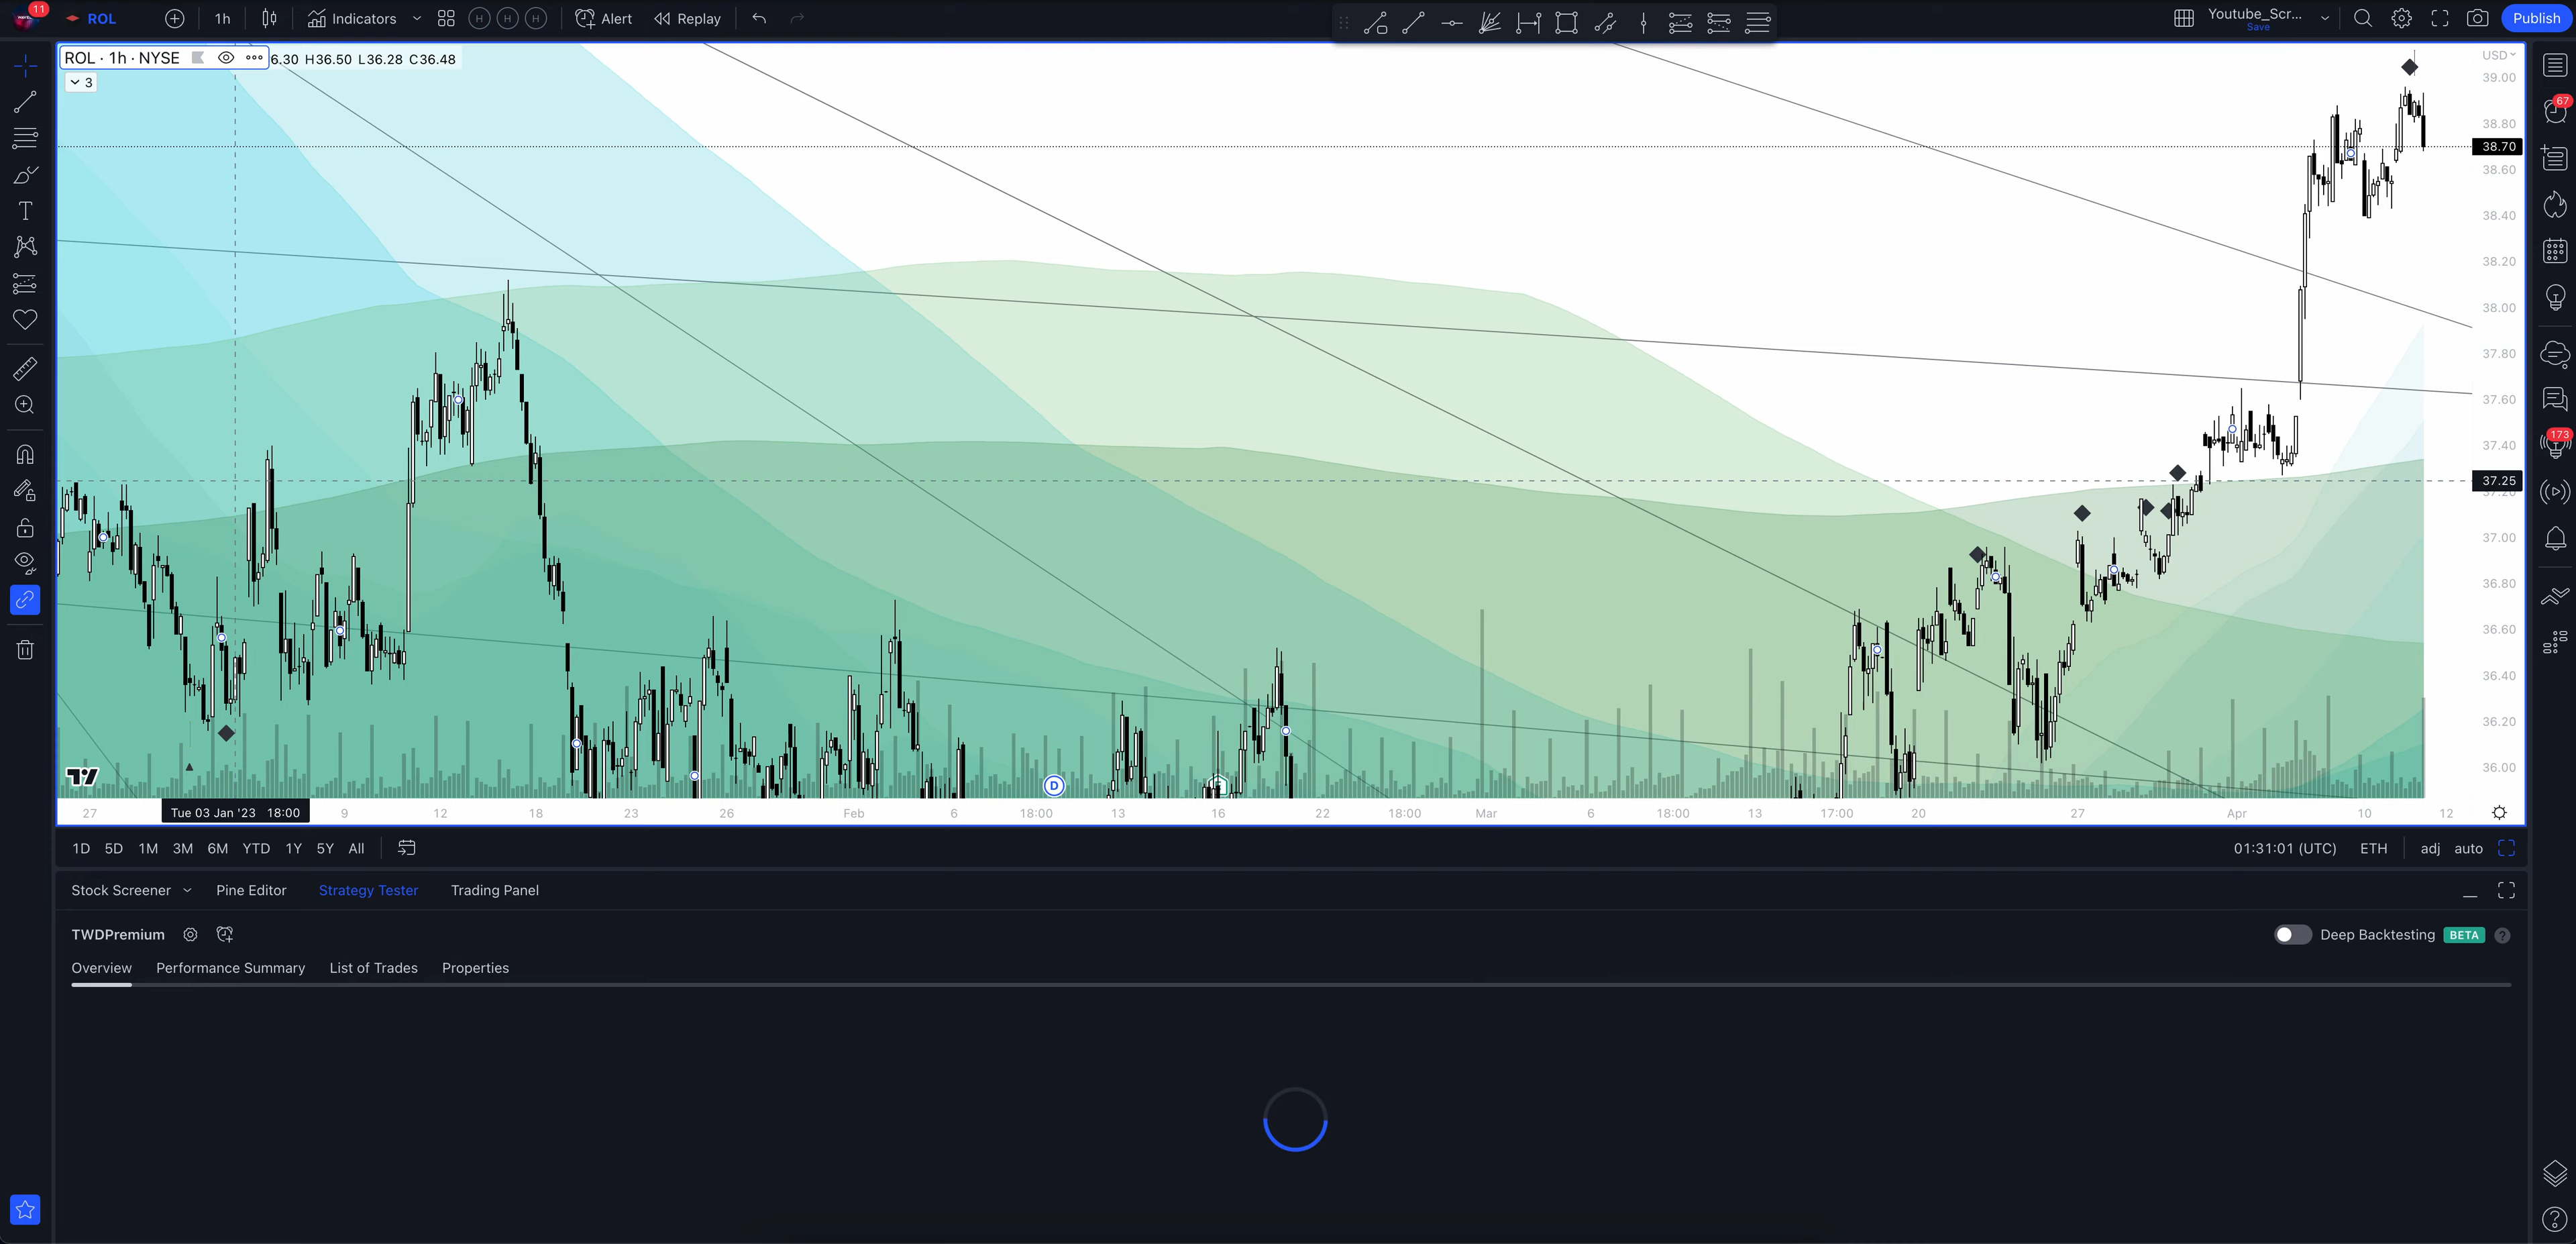 11
ROL
1h
Indicators
H H H
Alert
Replay
Youtube_Scr...
Save
Publish
ROL · 1h · NYSE
6.30 H36.50 L36.28 C36.48
3
USD
39.00
38.80
38.70
38.60
38.40
38.20
38.00
37.80
37.60
37.40
37.25
37.00
36.80
36.60
36.40
36.20
36.00
67
173
D
E
27
Tue 03 Jan '23 18:00
9 12 18 23 26 Feb 6 18:00 13 16 22 18:00 Mar 6 18:00 13 17:00 20 27 Apr 10 12
1D 5D 1M 3M 6M YTD 1Y 5Y All
01:31:01 (UTC) ETH adj auto
Stock Screener Pine Editor Strategy Tester Trading Panel
TWDPremium
Deep Backtesting BETA ?
Overview Performance Summary List of Trades Properties